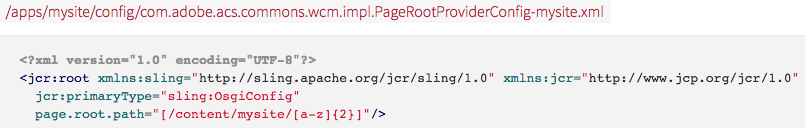 /apps/mysite/config/com.adobe.acs.commons.wcm.impl.PageRootProviderConfig-mysite.xml
<?xml version="1.0" encoding="UTF-8"?>
<jcr:root xmlns:sling="http://sling.apache.org/jcr/sling/1.0" xmlns:jcr="http://www.jcp.org/jcr/1.0"
jcr:primaryType="sling:OsgiConfig"
page.root.path="[/content/mysite/[a-z]{2}]"/>